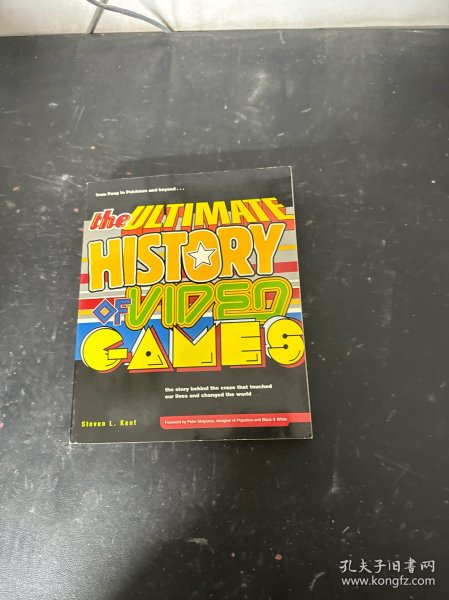 from Pong to Pokémon and beyond...
the ULTIMATE
HISTORY
OF VIDEO
GAMES
the story behind the craze that touched
our lives and changed the world
Steven L. Kent
Foreword by Peter Molyneux, designer of Populous and Black & White
孔夫子旧书网
www.kongfz.com